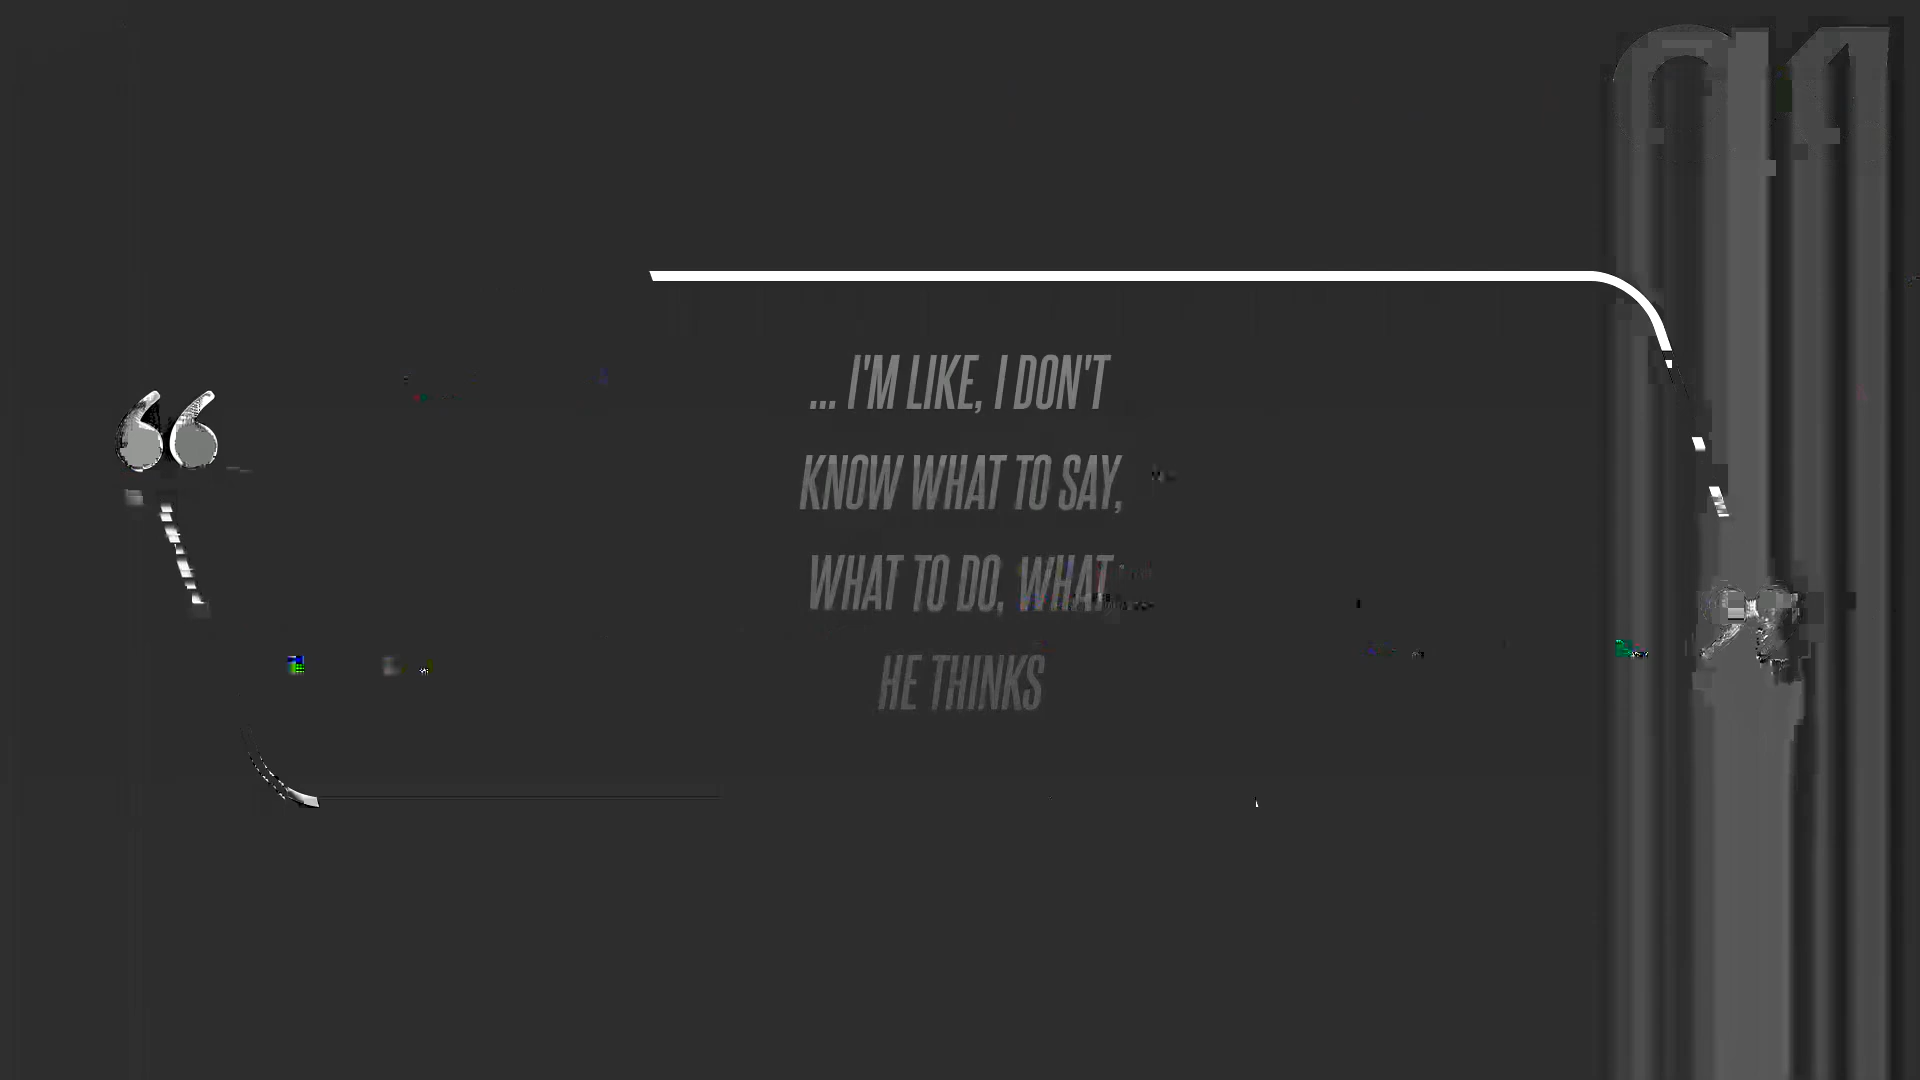 ... I'M LIKE, I DON'T
KNOW WHAT TO SAY,
WHAT TO DO, WHAT
HE THINKS